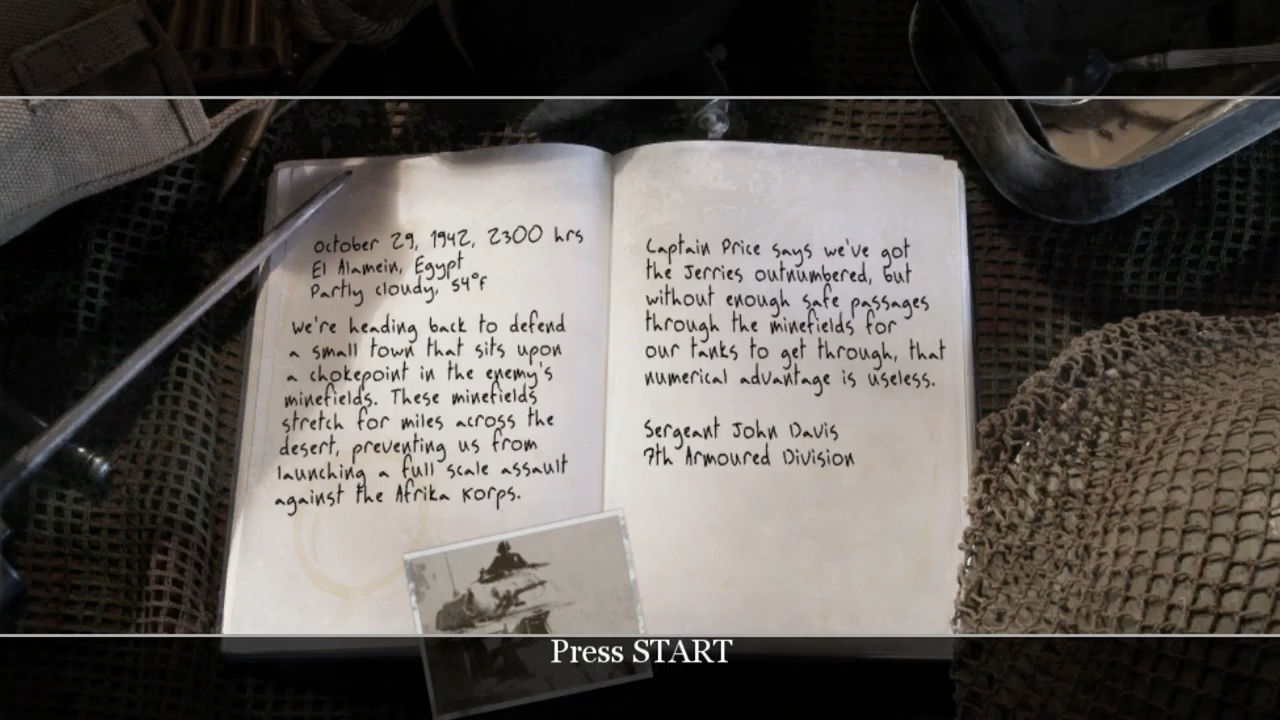 October 29, 1942, 2300 hrs
El Alamein, Egypt
Partly cloudy, 54°F
We're heading back to defend
a small town that sits upon
a chokepoint in the enemy's
minefields. These minefields
stretch for miles across the
desert, preventing us from
launching a full scale assault
against the Afrika Korps.
Captain Price says we've got
the Jerries outnumbered, but
without enough safe passages
through the minefields for
our tanks to get through, that
numerical advantage is useless.
Sergeant John Davis
7th Armoured Division
Press START